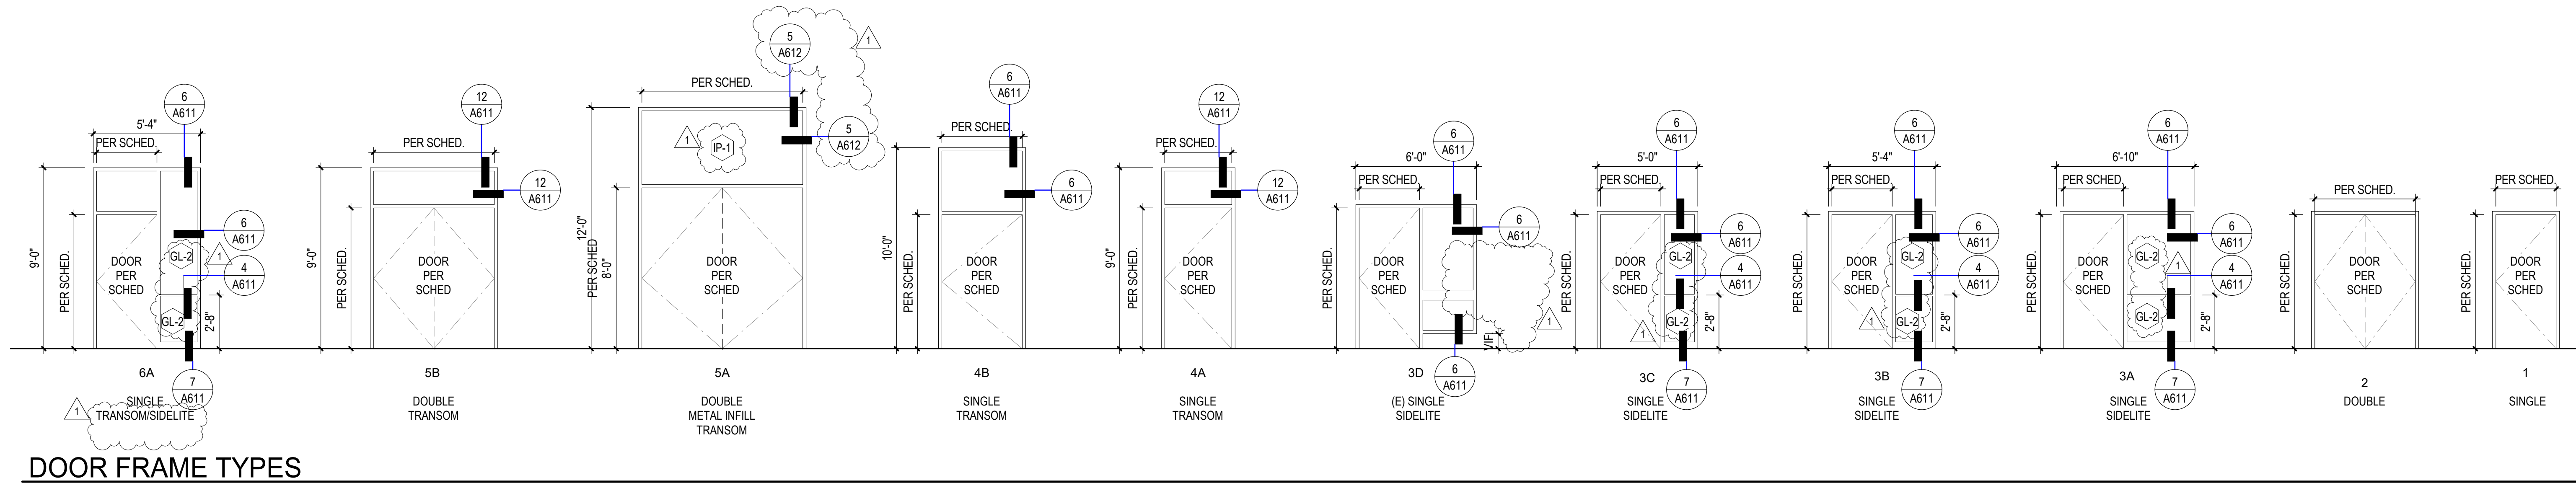 6
A611
5'-4"
PER SCHED.
9'-0"
PER SCHED.
DOOR
PER
SCHED
6
A611
GL-2
1
4
A611
GL-2
2'-8"
7
A611
6A
SINGLE
TRANSOM/SIDELITE
1
12
A611
PER SCHED.
12
A611
9'-0"
PER SCHED.
DOOR
PER
SCHED
5B
DOUBLE
TRANSOM
5
A612
1
PER SCHED.
5
A612
1
IP-1
12'-0"
PER SCHED
8'-0"
DOOR
PER
SCHED
5A
DOUBLE
METAL INFILL
TRANSOM
6
A611
PER SCHED.
6
A611
10'-0"
PER SCHED.
DOOR
PER
SCHED
4B
SINGLE
TRANSOM
12
A611
PER SCHED.
12
A611
9'-0"
PER SCHED.
DOOR
PER
SCHED
4A
SINGLE
TRANSOM
6
A611
6'-0"
PER SCHED.
6
A611
PER SCHED.
DOOR
PER
SCHED
1
VIF
6
A611
3D
(E) SINGLE
SIDELITE
6
A611
5'-0"
PER SCHED.
6
A611
PER SCHED.
DOOR
PER
SCHED
GL-2
4
A611
GL-2
1
2'-8"
7
A611
3C
SINGLE
SIDELITE
6
A611
5'-4"
PER SCHED.
6
A611
PER SCHED.
DOOR
PER
SCHED
GL-2
4
A611
GL-2
1
2'-8"
7
A611
3B
SINGLE
SIDELITE
6
A611
6'-10"
PER SCHED.
6
A611
PER SCHED.
DOOR
PER
SCHED
GL-2
1
4
A611
GL-2
2'-8"
7
A611
3A
SINGLE
SIDELITE
PER SCHED.
PER SCHED.
DOOR
PER
SCHED
2
DOUBLE
PER SCHED.
PER SCHED.
DOOR
PER
SCHED
1
SINGLE
DOOR FRAME TYPES